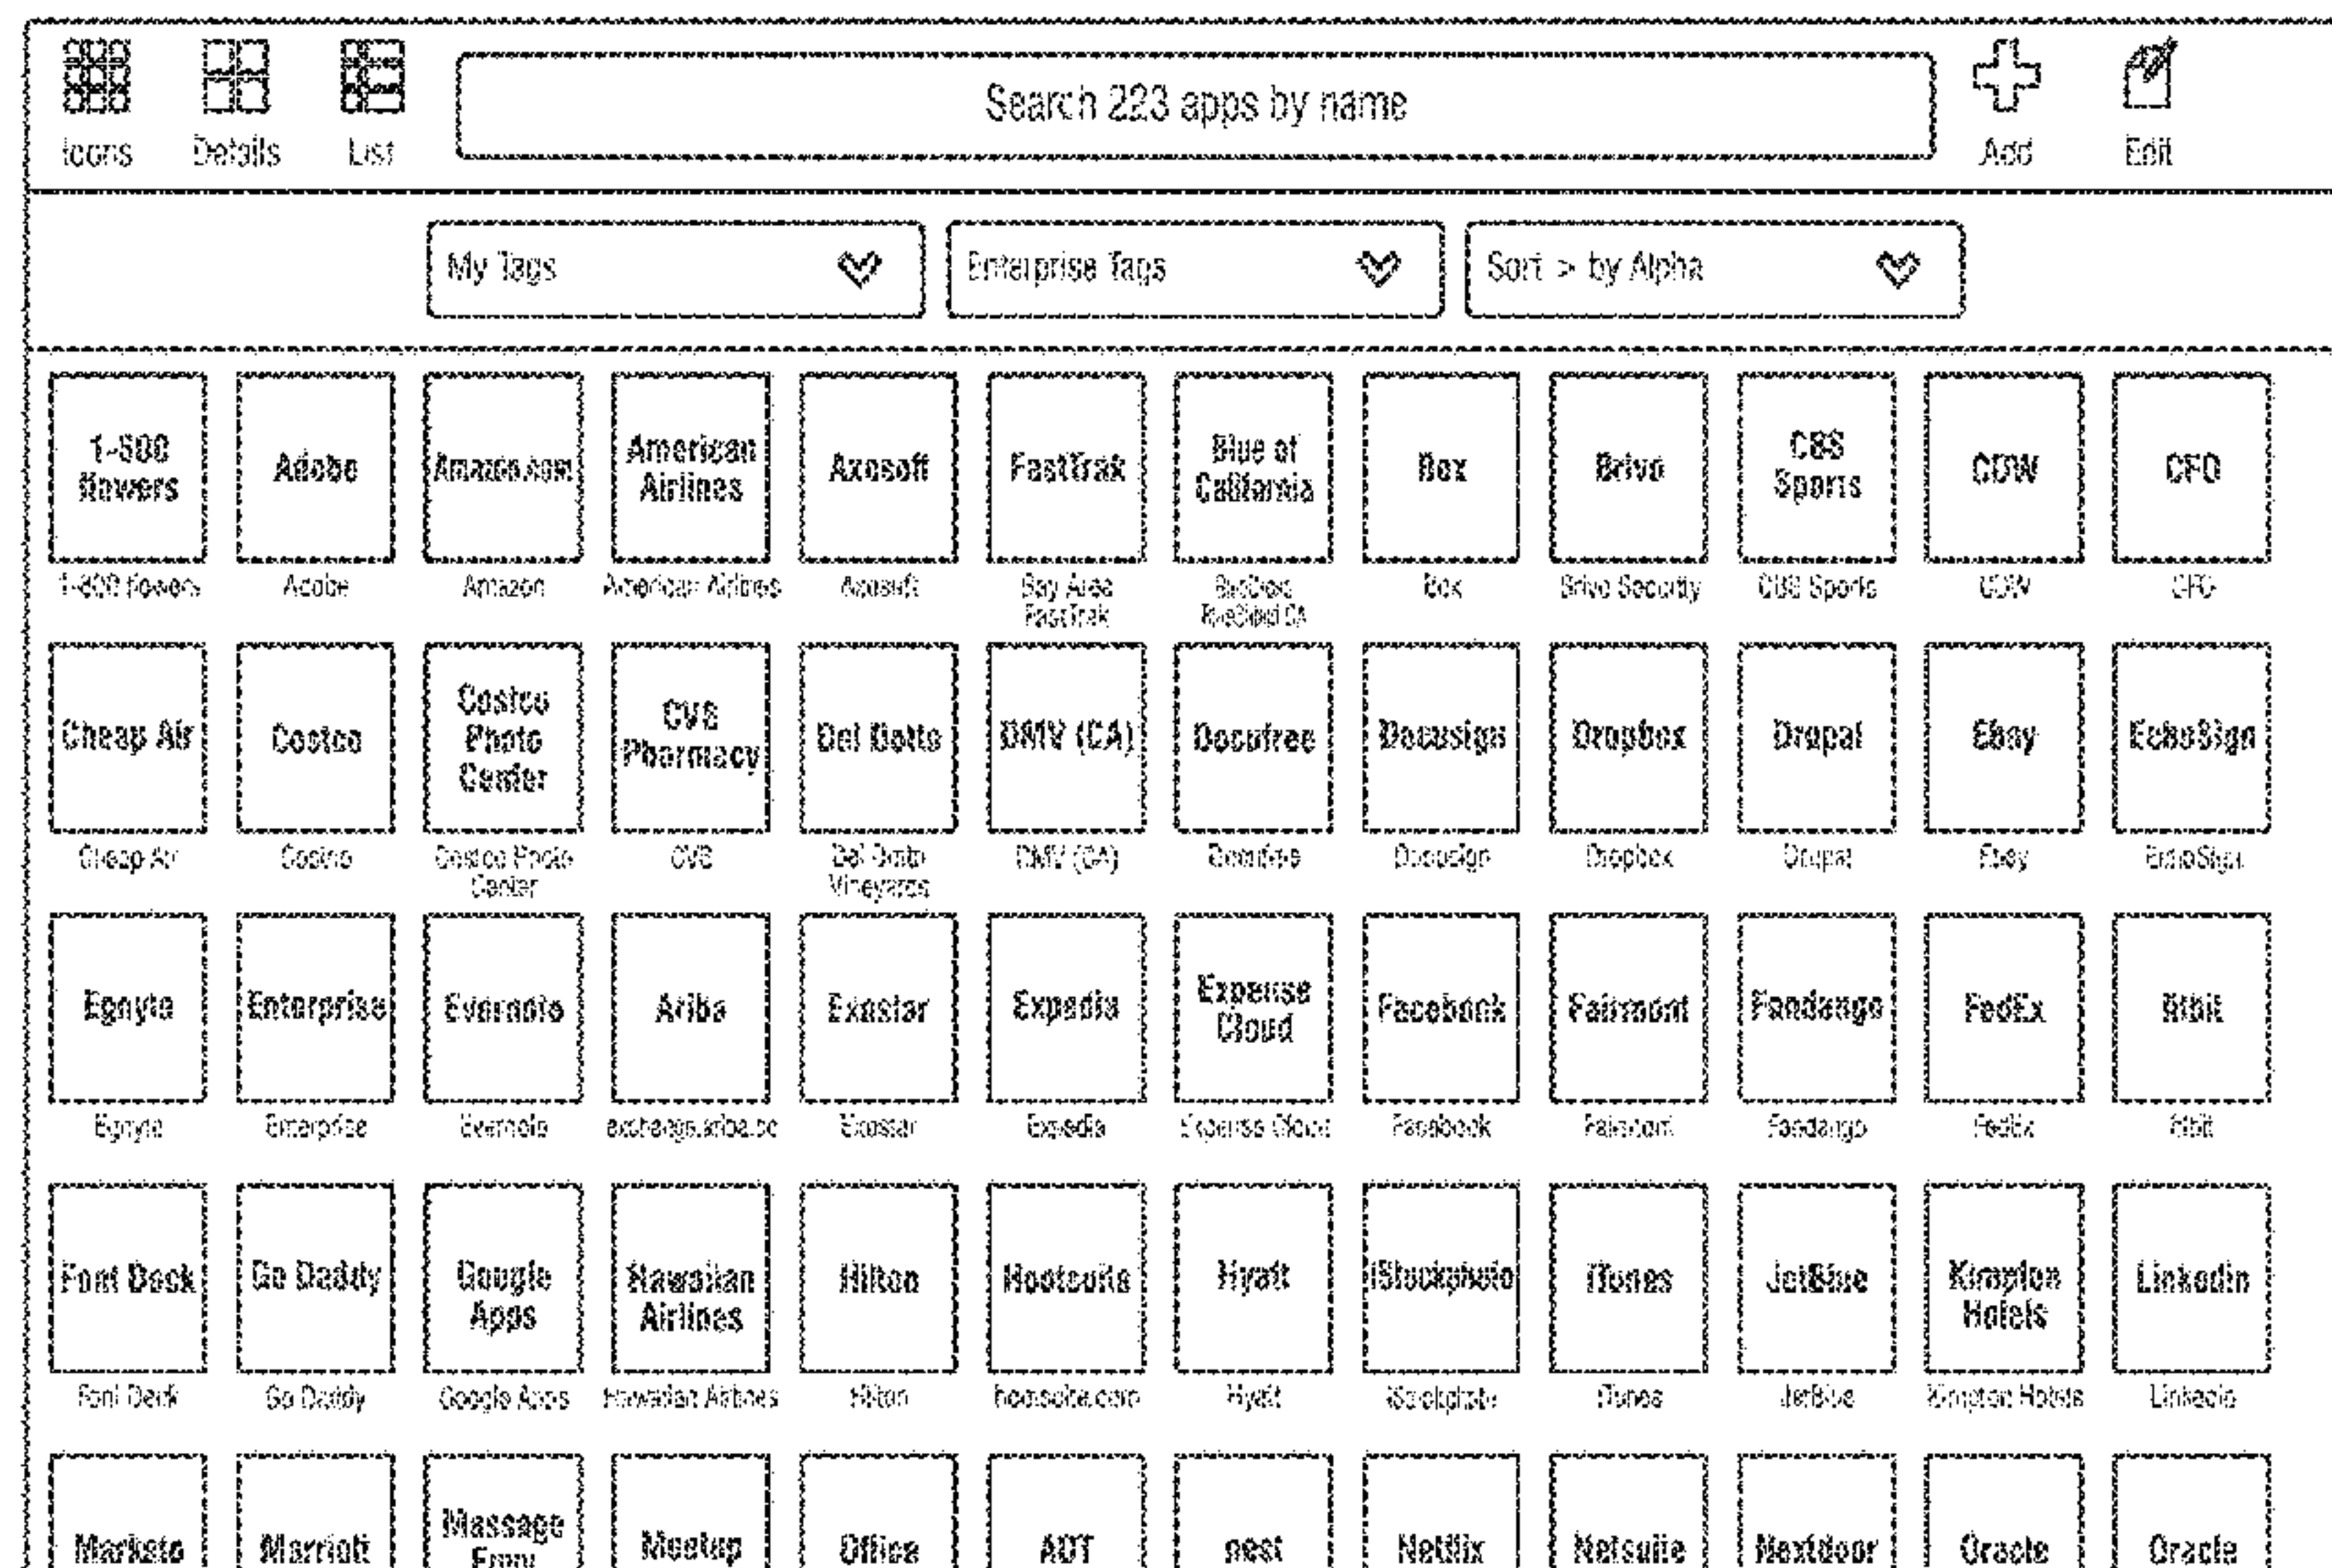 Icons Details List Search 223 apps by name Add Edit
My Tags Enterprise Tags Sort > by Alpha
1-800 flowers Adobe Amazon.com American Airlines Axosoft FastTrak Blue of California Box Brivo CBS Sports CDW CFO
1-800 flowers Adobe Amazon American Airlines Axosoft Bay Area FastTrak Box Brivo Security CBS Sports CDW CFO
Cheap Air Costco Costco Photo Center CVS Pharmacy Del Dotto DMV (CA) Docufree Docusign Dropbox Drupal Ebay EchoSign
Cheap Air Costco Costco Photo Center CVS Del Dotto Vineyards DMV (CA) Docufree Docusign Dropbox Drupal Ebay EchoSign
Egnyte Enterprise Evernote Ariba Exostar Expedia Expense Cloud Facebook Fairmont Fandango FedEx fitbit
Egnyte Enterprise Evernote exchange.ariba.co Exostar Expedia Expense Cloud Facebook Fairmont Fandango FedEx fitbit
Font Deck Go Daddy Google Apps Hawaiian Airlines Hilton Hootsuite Hyatt iStockphoto iTunes JetBlue Kimpton Hotels Linkedin
Font Deck Go Daddy Google Apps Hawaiian Airlines Hilton hootsuite.com Hyatt iStockphoto iTunes JetBlue Kimpton Hotels Linkedin
Marketo Marriott Massage Envy Meetup Office ADT nest Netflix Netsuite Nextdoor Oracle Oracle